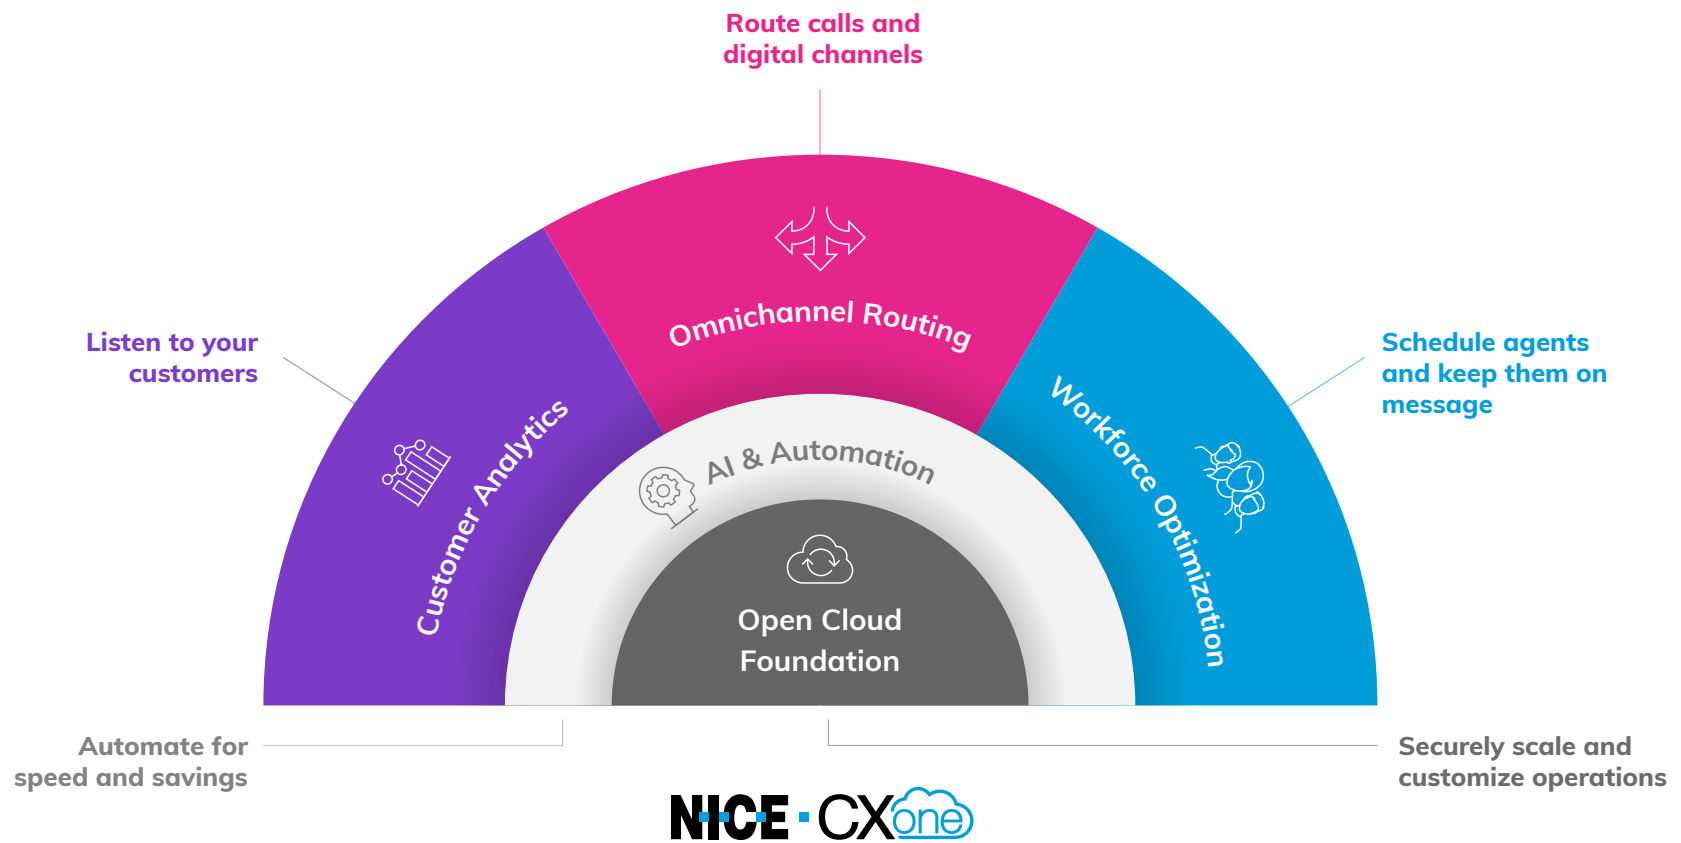 Route calls and
digital channels
Omnichannel Routing
Listen to your
customers
Customer Analytics
Schedule agents
and keep them on
message
Workforce Optimization
AI & Automation
Open Cloud
Foundation
Automate for
speed and savings
Securely scale and
customize operations
NICE · CXone